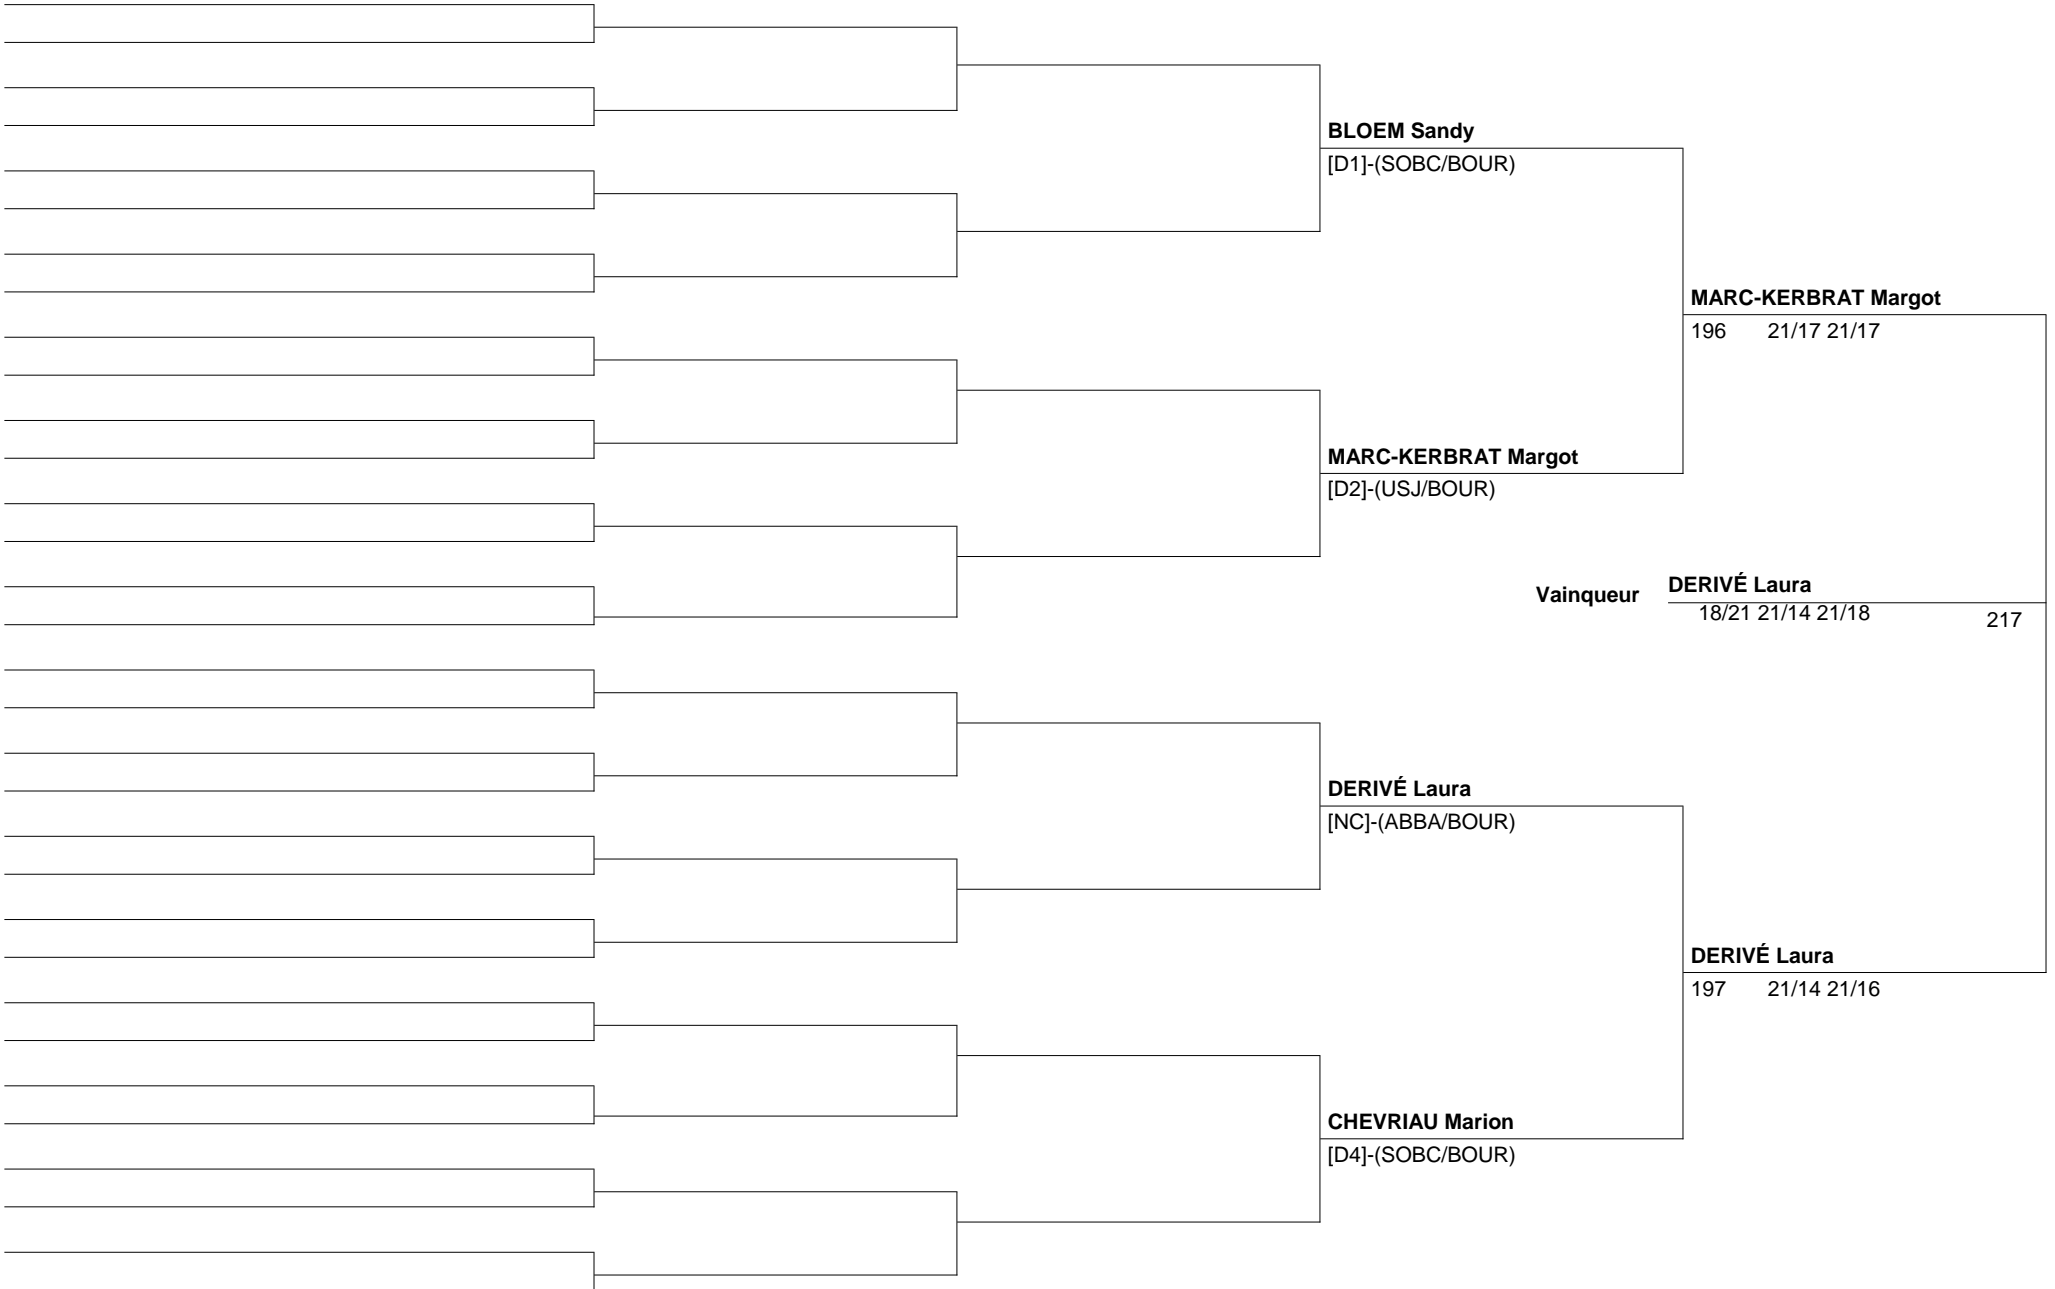 BLOEM Sandy
[D1]-(SOBC/BOUR)
MARC-KERBRAT Margot
196 21/17 21/17
MARC-KERBRAT Margot
[D2]-(USJ/BOUR)
Vainqueur DERIVÉ Laura
18/21 21/14 21/18 217
DERIVÉ Laura
[NC]-(ABBA/BOUR)
DERIVÉ Laura
197 21/14 21/16
CHEVRIAU Marion
[D4]-(SOBC/BOUR)